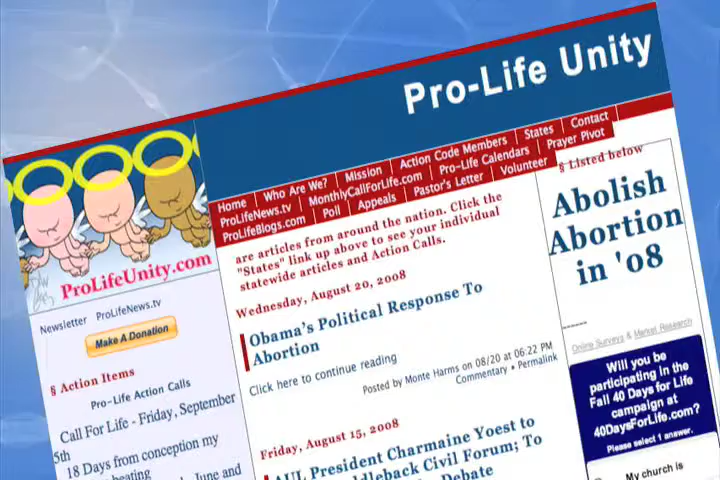 Pro-Life Unity
Home Who Are We? Mission Action Code Members States Contact
ProLifeNews.tv MonthlyCallForLife.com Pro-Life Calendars Prayer Pivot
ProLifeBlogs.com Poll Appeals Pastor's Letter Volunteer
ProLifeUnity.com
Newsletter ProLifeNews.tv
Make A Donation
§ Action Items
Pro-Life Action Calls
Call For Life - Friday, September
5th
18 Days from conception my
beating
June and
are articles from around the nation. Click the
"States" link up above to see your individual
statewide articles and Action Calls.
Wednesday, August 20, 2008
Obama's Political Response To
Abortion
Click here to continue reading
Posted by Monte Harms on 08/20 at 06:22 PM
Commentary • Permalink
Friday, August 15, 2008
AUL President Charmaine Yoest to
ddleback Civil Forum; To
Debate
§ Listed below
Abolish
Abortion
in '08
Online Surveys & Market Research
Will you be
participating in the
Fall 40 Days for Life
campaign at
40DaysForLife.com?
Please select 1 answer.
My church is